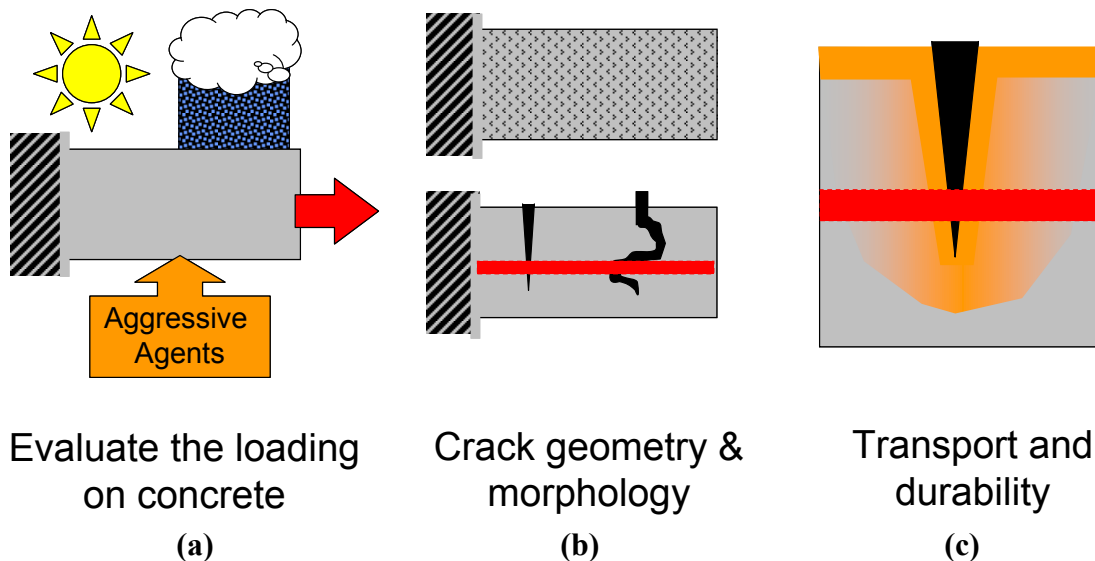 Aggressive
Agents
Evaluate the loading
on concrete
(a)
Crack geometry &
morphology
(b)
Transport and
durability
(c)